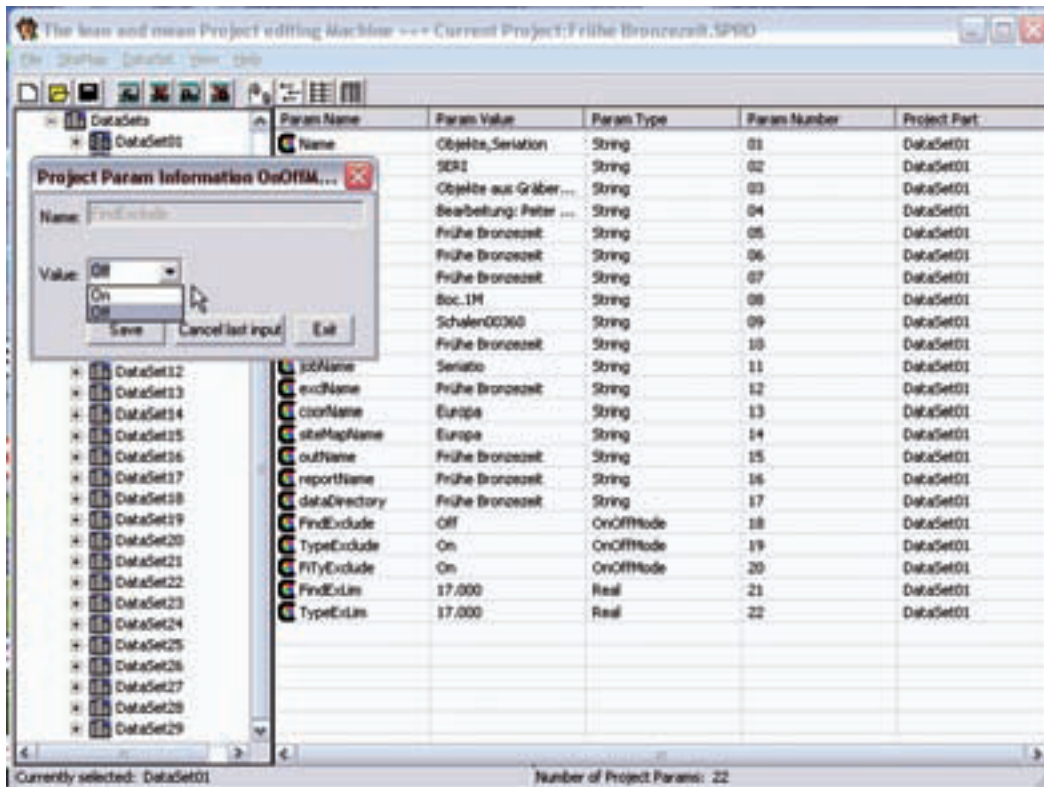 The lean and mean Project editing Machine +++ Current Project:Frühe Bronzezeit.SPRO
File SiteMap DataSet View Help
Param Name Param Value Param Type Param Number Project Part
DataSets
DataSet01
Name Objekte,Seriation String 01 DataSet01
SERI String 02 DataSet01
Objekte aus Gräber... String 03 DataSet01
Bearbeitung: Peter ... String 04 DataSet01
Frühe Bronzezeit String 05 DataSet01
Frühe Bronzezeit String 06 DataSet01
Frühe Bronzezeit String 07 DataSet01
Boc.1M String 08 DataSet01
Schalen00360 String 09 DataSet01
Frühe Bronzezeit String 10 DataSet01
jobName Seriatio String 11 DataSet01
exclName Frühe Bronzezeit String 12 DataSet01
coorName Europa String 13 DataSet01
siteMapName Europa String 14 DataSet01
outName Frühe Bronzezeit String 15 DataSet01
reportName Frühe Bronzezeit String 16 DataSet01
dataDirectory Frühe Bronzezeit String 17 DataSet01
FindExclude Off OnOffMode 18 DataSet01
TypeExclude On OnOffMode 19 DataSet01
FiTyExclude On OnOffMode 20 DataSet01
FindExLim 17.000 Real 21 DataSet01
TypeExLim 17.000 Real 22 DataSet01
Project Param Information OnOffM...
Name: FindExclude
Value: Off
On
Off
Save Cancel last input Exit
DataSet12
DataSet13
DataSet14
DataSet15
DataSet16
DataSet17
DataSet18
DataSet19
DataSet20
DataSet21
DataSet22
DataSet23
DataSet24
DataSet25
DataSet26
DataSet27
DataSet28
DataSet29
Currently selected: DataSet01 Number of Project Params: 22